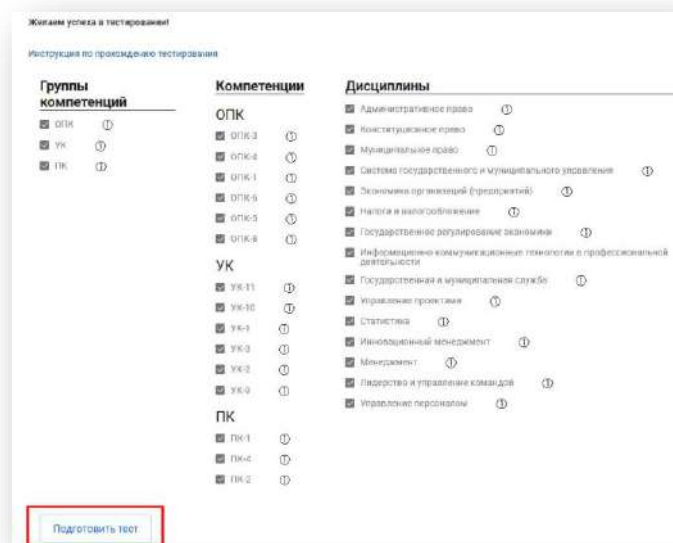 Желаем успеха в тестировании!
Инструкция по прохождению тестирования
Группы
компетенций
ОПК
УК
ПК
Компетенции
ОПК
ОПК-3
ОПК-4
ОПК-1
ОПК-6
ОПК-5
ОПК-8
УК
УК-11
УК-10
УК-1
УК-3
УК-2
УК-9
ПК
ПК-1
ПК-4
ПК-2
Дисциплины
Административное право
Конституционное право
Муниципальное право
Система государственного и муниципального управления
Экономика организаций (предприятий)
Налоги и налогообложение
Государственное регулирование экономики
Информационно-коммуникационные технологии в профессиональной
деятельности
Государственная и муниципальная служба
Управление проектами
Статистика
Инновационный менеджмент
Менеджмент
Лидерство и управление командой
Управление персоналом
Подготовить тест